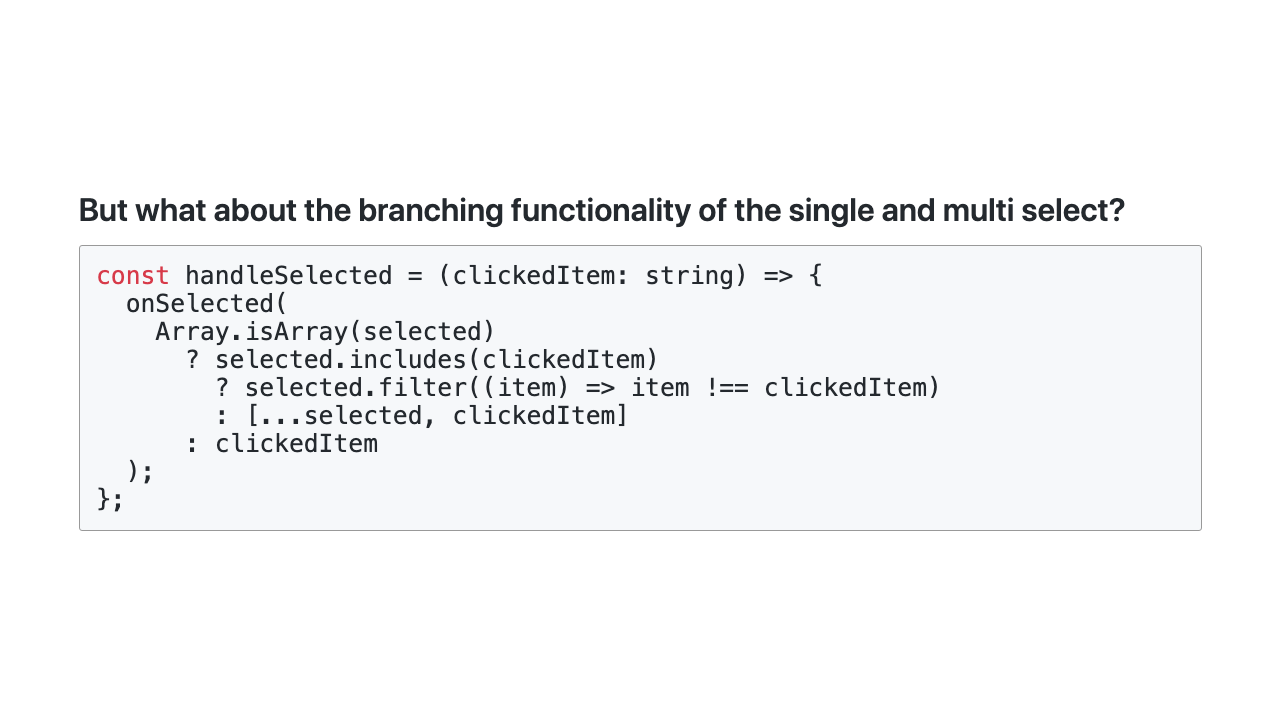 But what about the branching functionality of the single and multi select?
const handleSelected = (clickedItem: string) => {
  onSelected(
    Array.isArray(selected)
      ? selected.includes(clickedItem)
        ? selected.filter((item) => item !== clickedItem)
        : [...selected, clickedItem]
      : clickedItem
  );
};